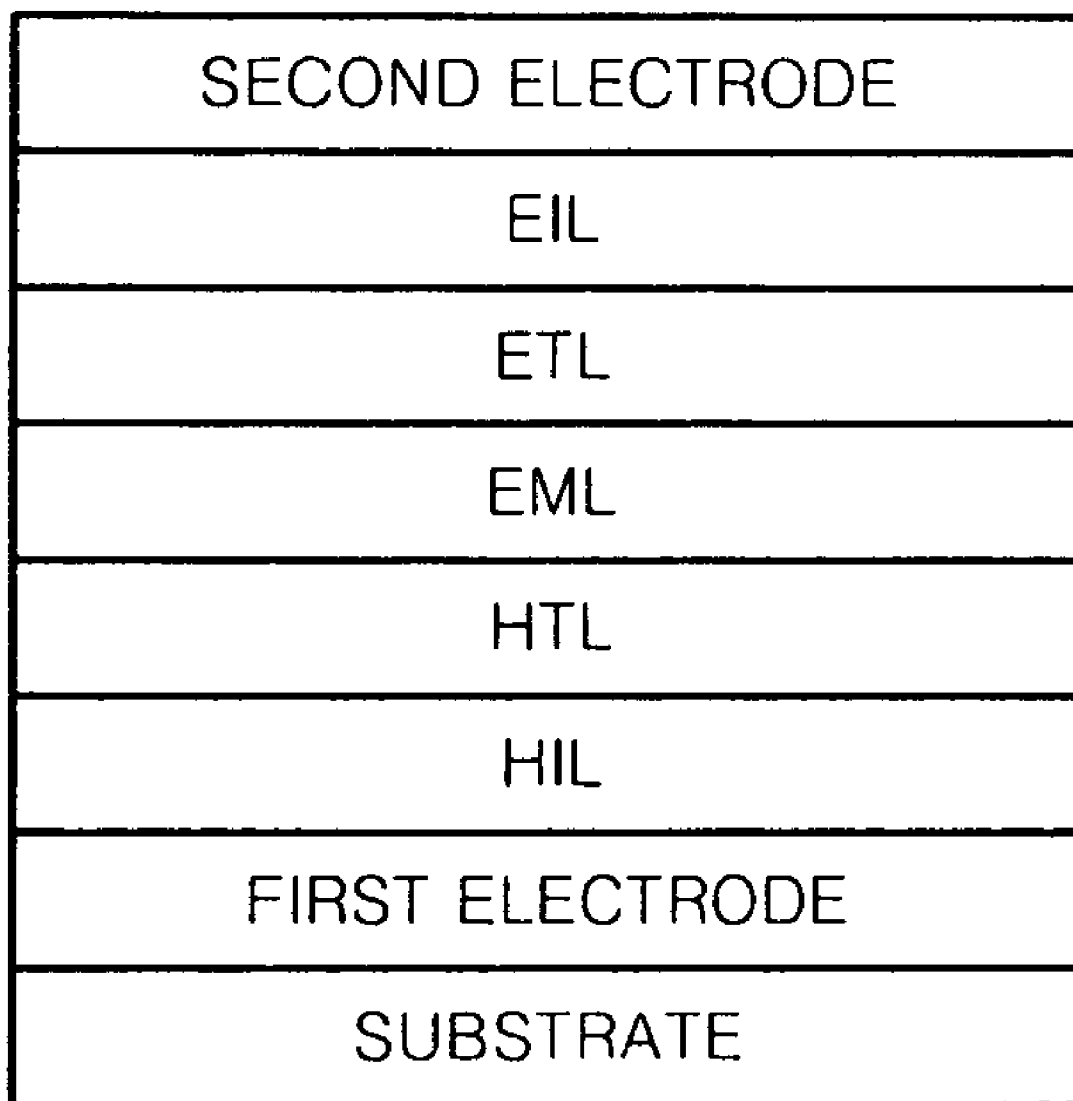 SECOND ELECTRODE
EIL
ETL
EML
HTL
HIL
FIRST ELECTRODE
SUBSTRATE